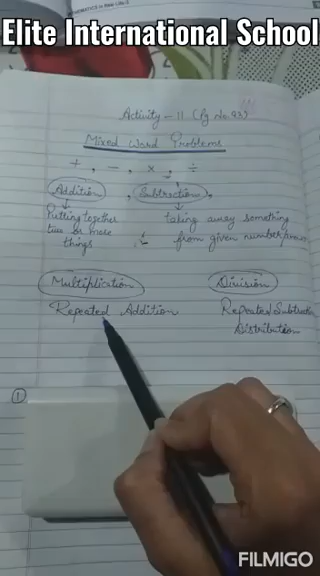 Elite International School
Activity - 11 (Pg No. 93)
Mixed Word Problems
+ , - , × , ÷
Addition , Subtraction ,
Putting together taking away something
two or more from given number
things
Multiplication Division
Repeated Addition Repeated Subtraction
Distribution
①
FILMIGO